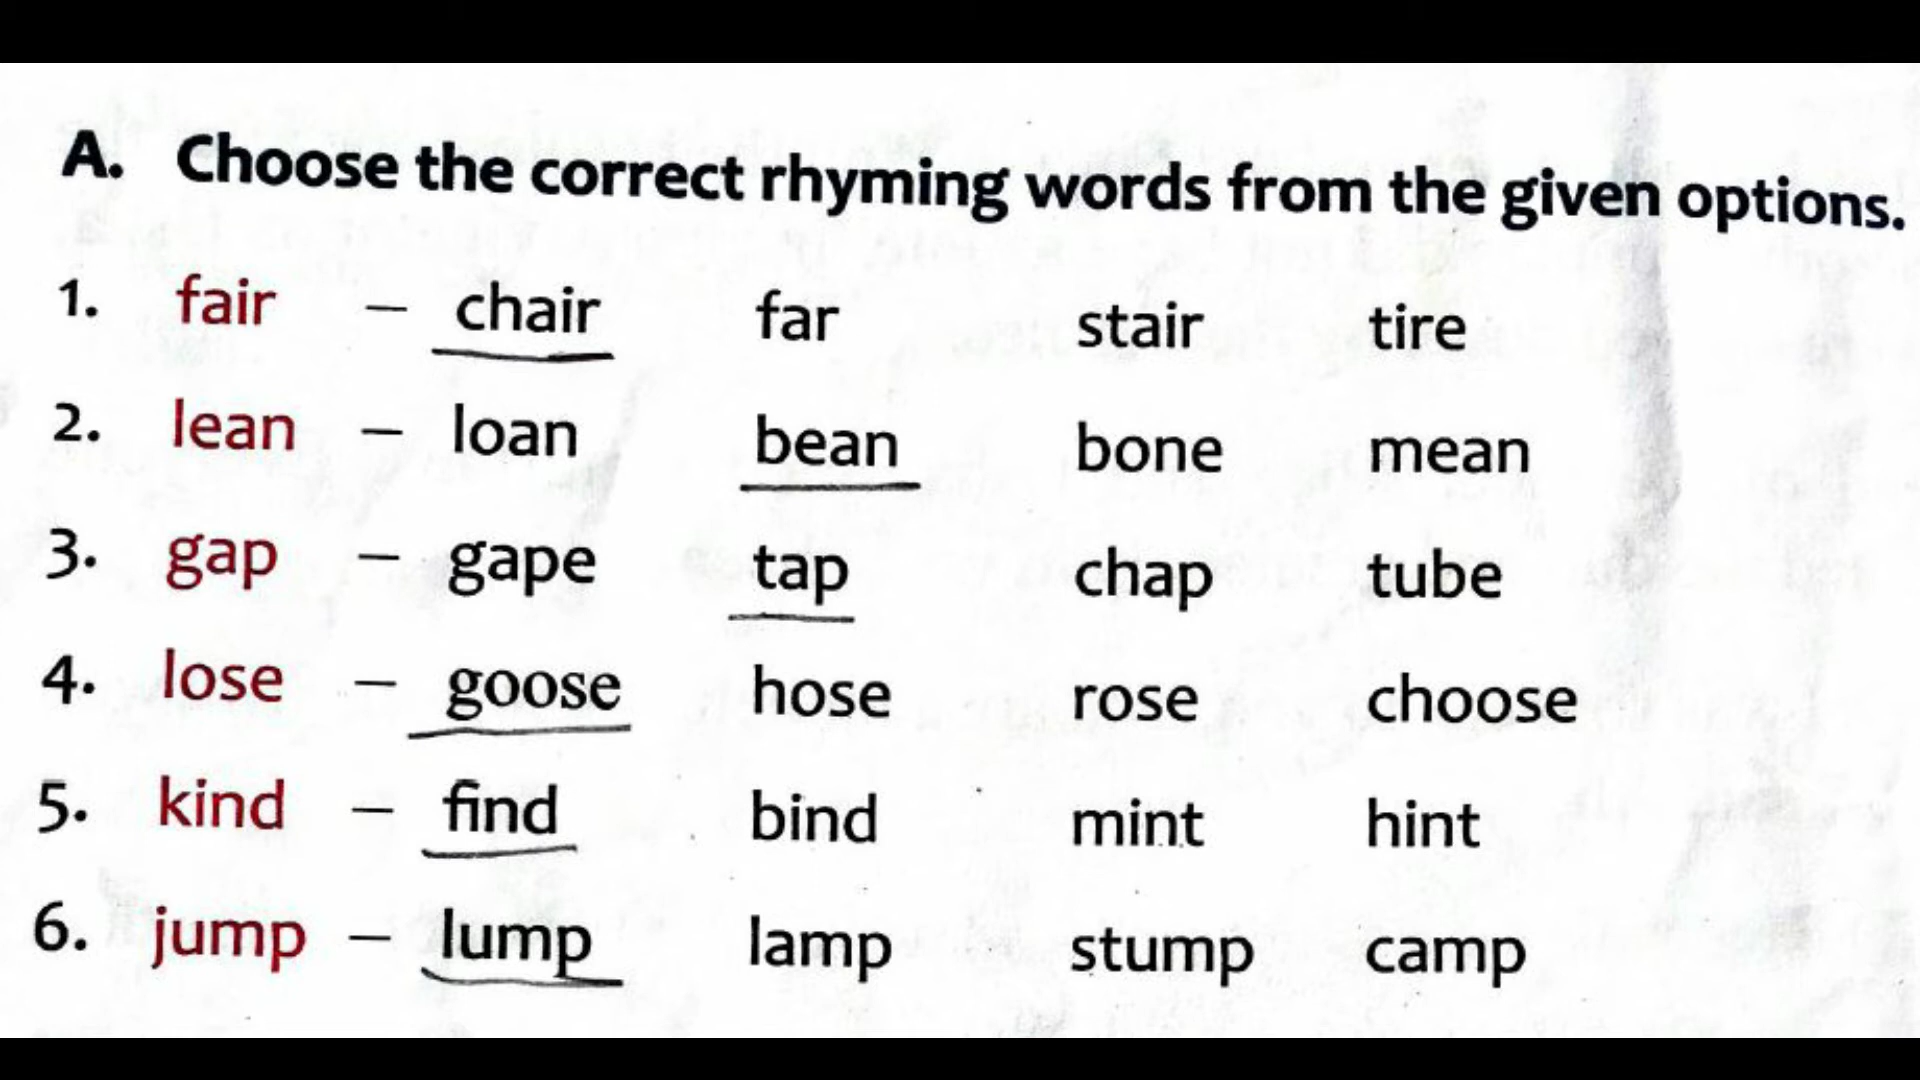 A. Choose the correct rhyming words from the given options.
1. fair – chair far stair tire
2. lean – loan bean bone mean
3. gap – gape tap chap tube
4. lose – goose hose rose choose
5. kind – find bind mint hint
6. jump – lump lamp stump camp